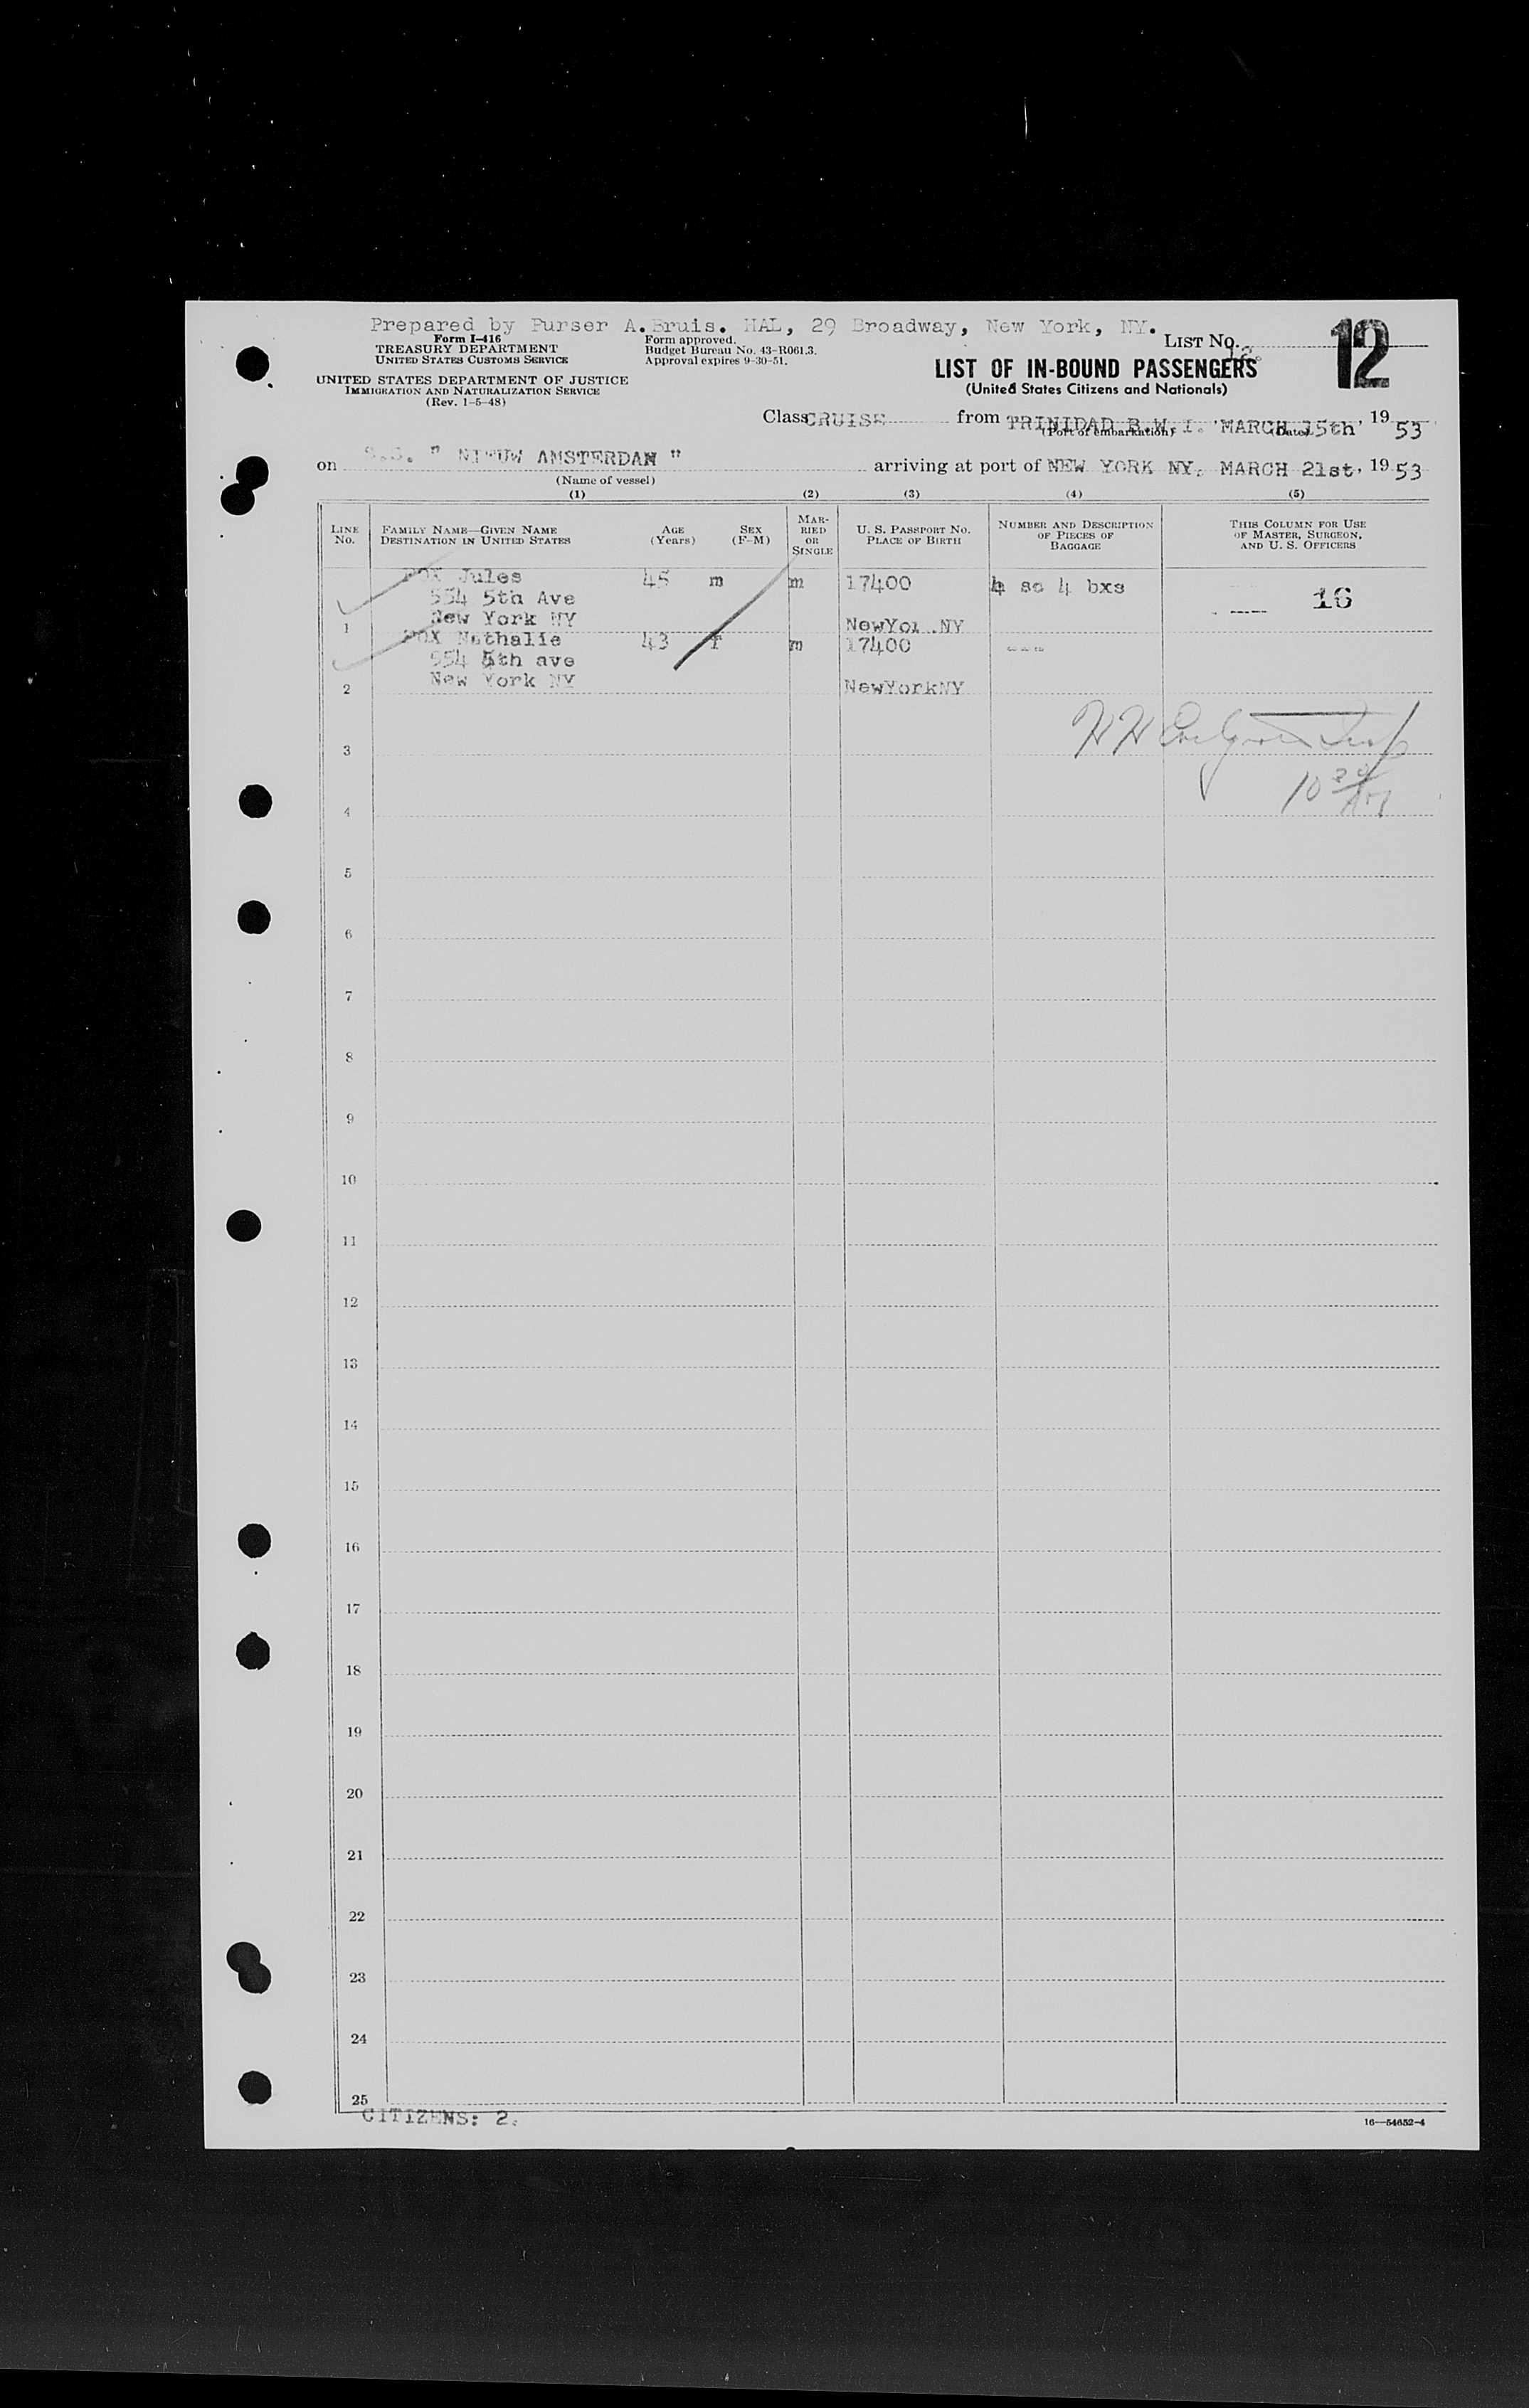 Prepared by Purser A. Bruis. HAL, 29 Broadway, New York, NY.
Form I-416
TREASURY DEPARTMENT
UNITED STATES CUSTOMS SERVICE
Form approved.
Budget Bureau No. 43-R061.3.
Approval expires 9-30-51.
LIST NO. 12.
12
UNITED STATES DEPARTMENT OF JUSTICE
IMMIGRATION AND NATURALIZATION SERVICE
(Rev. 1-5-48)
LIST OF IN-BOUND PASSENGERS
(United States Citizens and Nationals)
Class CRUISE from TRINIDAD B.W.I. , MARCH 15th, 1953
(Port of embarkation) (Date)
on S.S. " NIEUW AMSTERDAM " arriving at port of NEW YORK NY. MARCH 21st, 1953
(Name of vessel)
(1) (2) (3) (4) (5)
LINE NO.
FAMILY NAME—GIVEN NAME
DESTINATION IN UNITED STATES
AGE (Years)
SEX (F-M)
MARRIED OR SINGLE
U. S. PASSPORT NO.
PLACE OF BIRTH
NUMBER AND DESCRIPTION OF PIECES OF BAGGAGE
THIS COLUMN FOR USE OF MASTER, SURGEON, AND U. S. OFFICERS
FOX Jules 45 m m 17400 4 sc 4 bxs
554 5th Ave 16
1 New York NY NewYor .NY
FOX Nathalie 43 f m 17400 ---
554 5th ave
2 New York NY NewYorkNY
3
10 30 AM
4
5
6
7
8
9
10
11
12
13
14
15
16
17
18
19
20
21
22
23
24
25
CITIZENS: 2.
16—54652-4